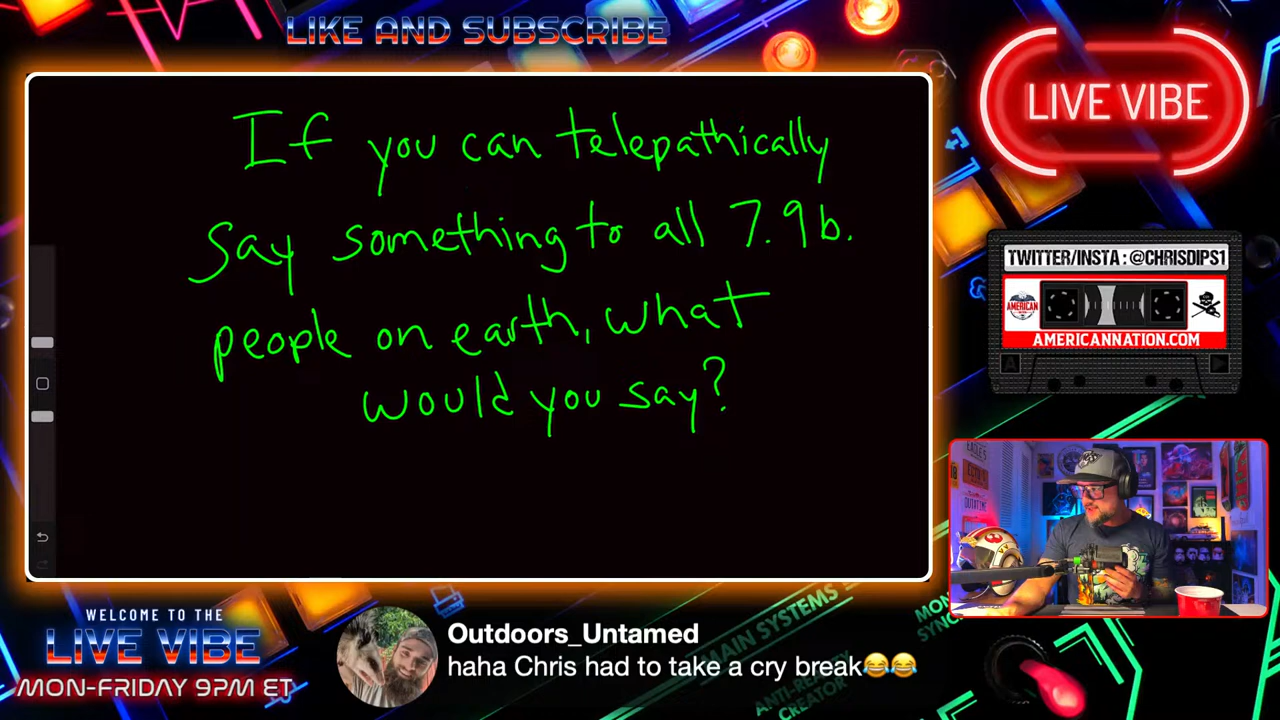 LIKE AND SUBSCRIBE
LIVE VIBE
If you can telepathically
say something to all 7.9b.
people on earth, what
would you say?
TWITTER/INSTA : @CHRISDIPS1
AMERICAN
AMERICANNATION.COM
A
WELCOME TO THE
LIVE VIBE
MON-FRIDAY 9PM ET
Outdoors_Untamed
haha Chris had to take a cry break😂😂
MAIN SYSTEMS